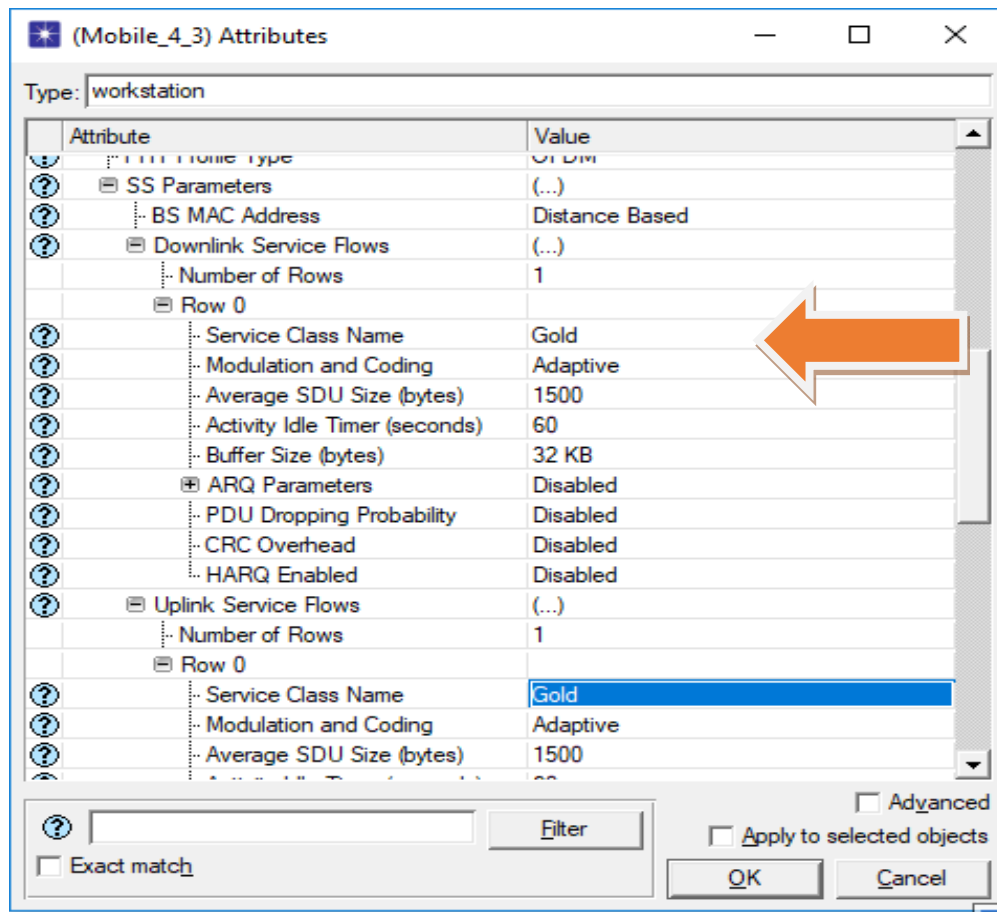 (Mobile_4_3) Attributes
Type: workstation
Attribute Value
PHY Profile Type OFDM
SS Parameters (...)
BS MAC Address Distance Based
Downlink Service Flows (...)
Number of Rows 1
Row 0
Service Class Name Gold
Modulation and Coding Adaptive
Average SDU Size (bytes) 1500
Activity Idle Timer (seconds) 60
Buffer Size (bytes) 32 KB
ARQ Parameters Disabled
PDU Dropping Probability Disabled
CRC Overhead Disabled
HARQ Enabled Disabled
Uplink Service Flows (...)
Number of Rows 1
Row 0
Service Class Name Gold
Modulation and Coding Adaptive
Average SDU Size (bytes) 1500
Advanced
Filter
Apply to selected objects
Exact match
OK Cancel